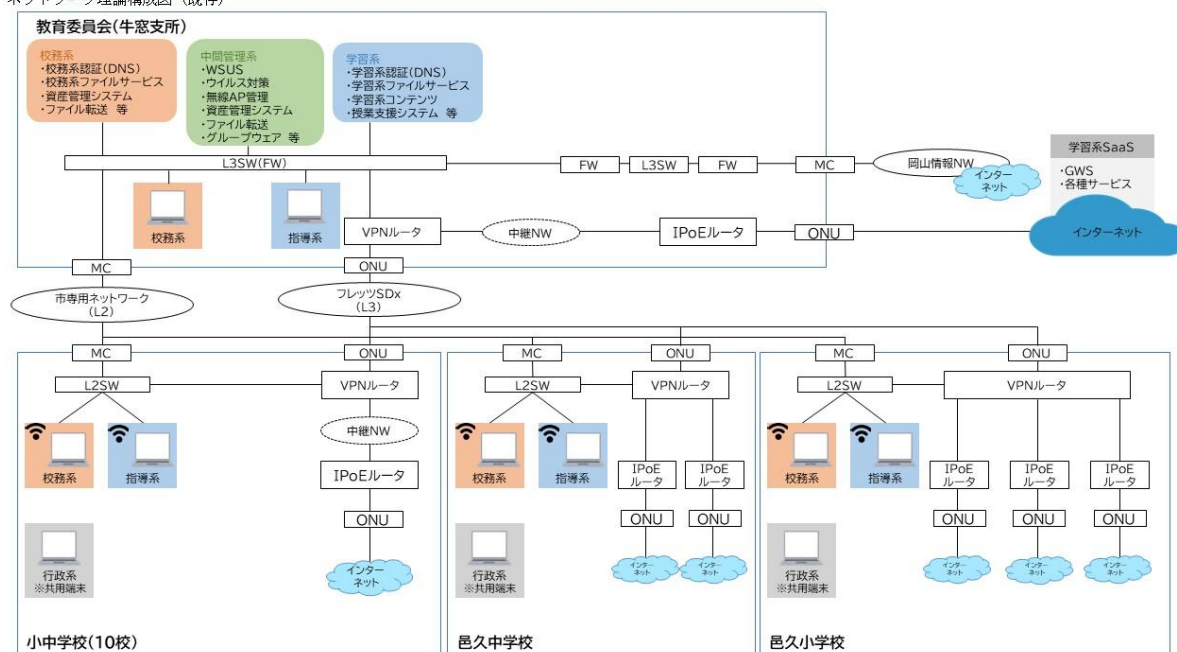 ネットワーク理論構成図（既存）
教育委員会(牛窓支所)
校務系
・校務系認証(DNS)
・校務系ファイルサービス
・資産管理システム
・ファイル転送 等
中間管理系
・WSUS
・ウイルス対策
・無線AP管理
・資産管理システム
・ファイル転送
・グループウェア 等
学習系
・学習系認証(DNS)
・学習系ファイルサービス
・学習系コンテンツ
・授業支援システム 等
L3SW(FW)
FW
L3SW
FW
MC
岡山情報NW
インター
ネット
学習系SaaS
・GWS
・各種サービス
インターネット
校務系
指導系
VPNルータ
中継NW
IPoEルータ
ONU
MC
ONU
市専用ネットワーク
(L2)
フレッツSDx
(L3)
MC
ONU
L2SW
VPNルータ
校務系
指導系
中継NW
IPoEルータ
ONU
インター
ネット
行政系
※共用端末
小中学校(10校)
MC
ONU
L2SW
VPNルータ
校務系
指導系
IPoE
ルータ
IPoE
ルータ
ONU
ONU
インター
ネット
インター
ネット
行政系
※共用端末
邑久中学校
MC
ONU
L2SW
VPNルータ
校務系
指導系
IPoE
ルータ
IPoE
ルータ
IPoE
ルータ
ONU
ONU
ONU
インター
ネット
インター
ネット
インター
ネット
行政系
※共用端末
邑久小学校